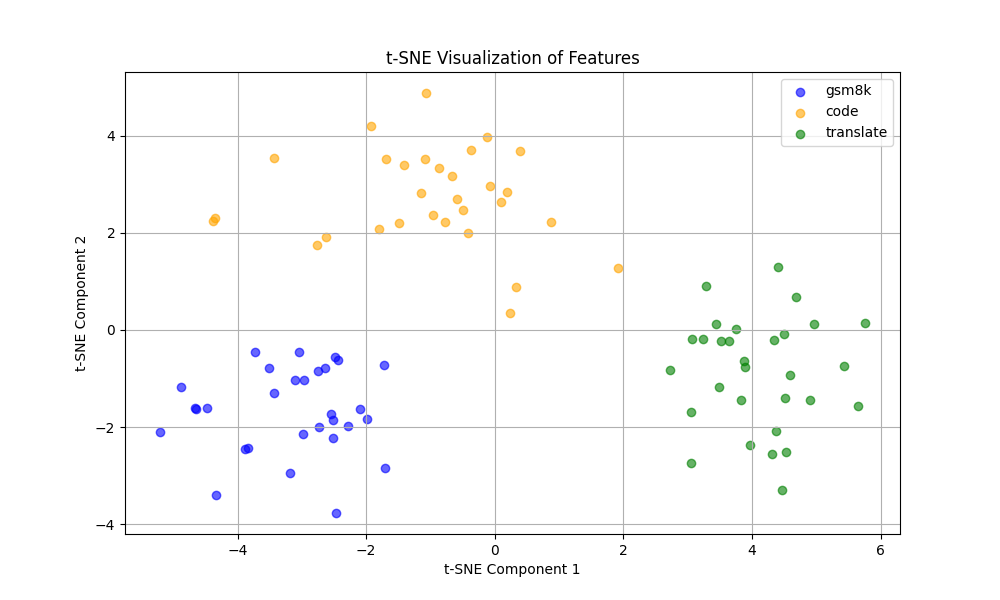 t-SNE Visualization of Features
gsm8k
code
translate
t-SNE Component 2
4
2
0
−2
−4
−4
−2
0
2
4
6
t-SNE Component 1